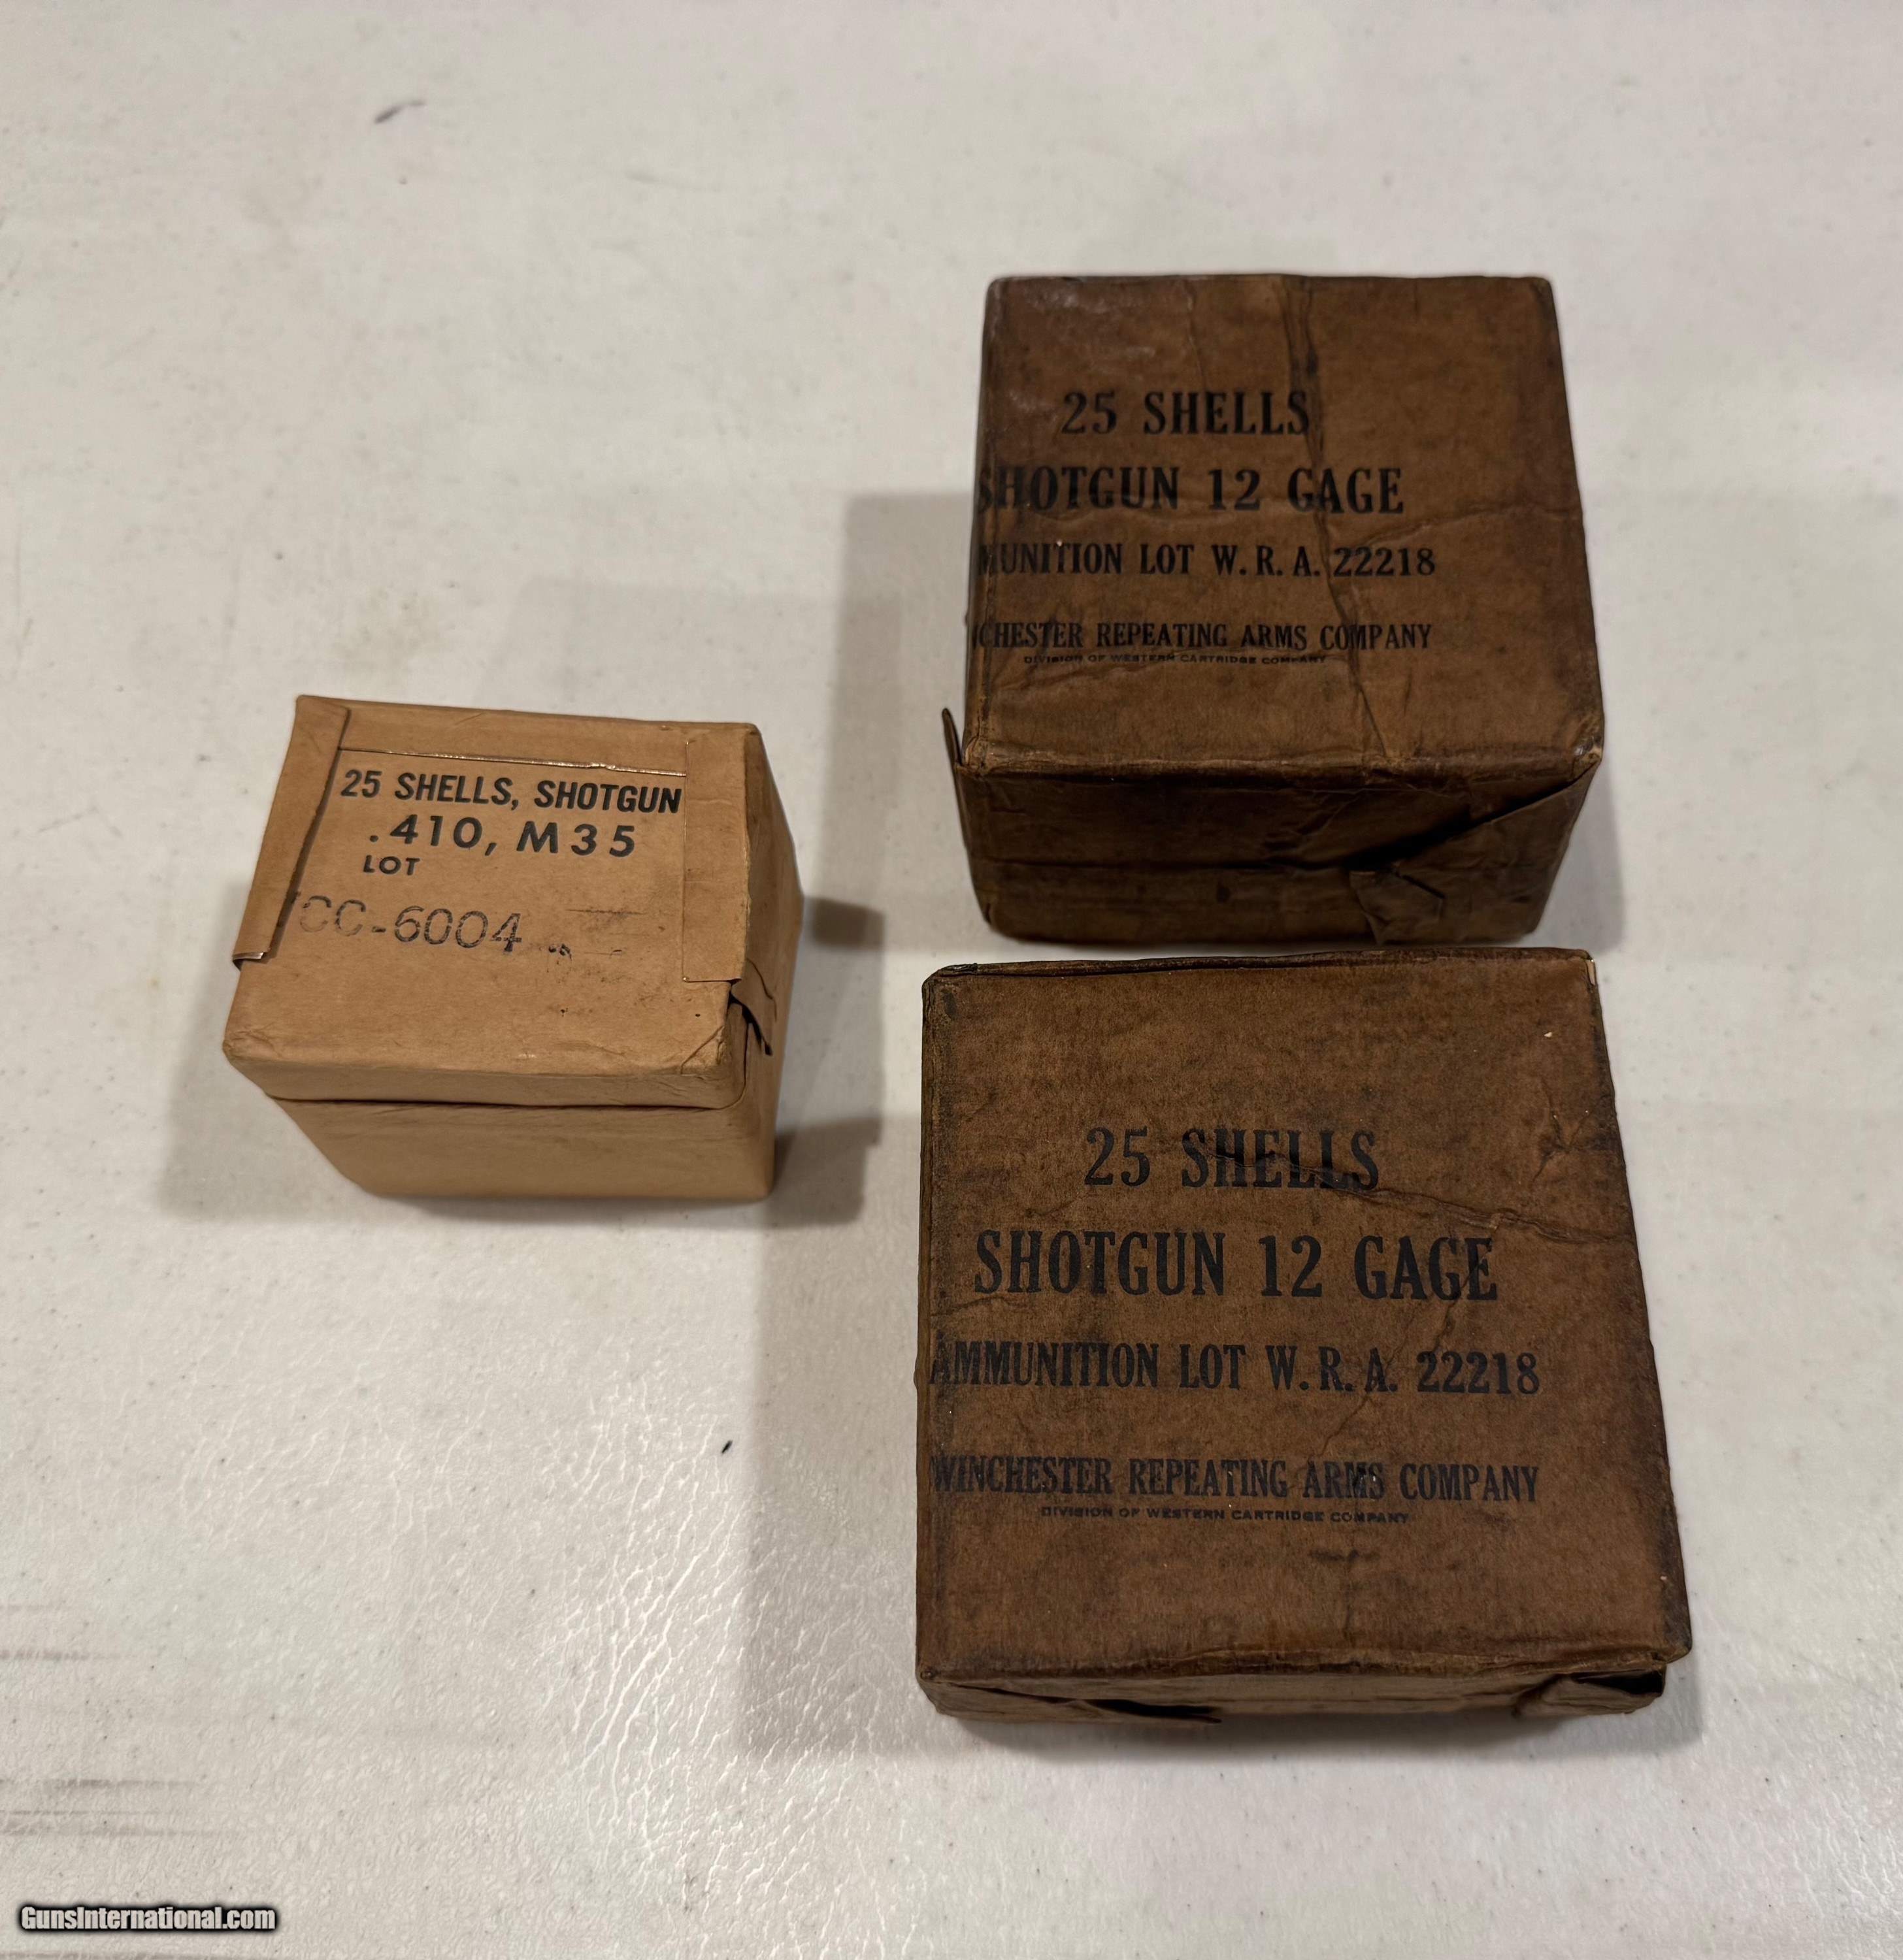 25 SHELLS, SHOTGUN
.410, M35
LOT
CC-6004
25 SHELLS
SHOTGUN 12 GAGE
MUNITION LOT W. R. A. 22218
CHESTER REPEATING ARMS COMPANY
DIVISION OF WESTERN CARTRIDGE COMPANY
25 SHELLS
SHOTGUN 12 GAGE
AMMUNITION LOT W. R. A. 22218
WINCHESTER REPEATING ARMS COMPANY
DIVISION OF WESTERN CARTRIDGE COMPANY
GunsInternational.com